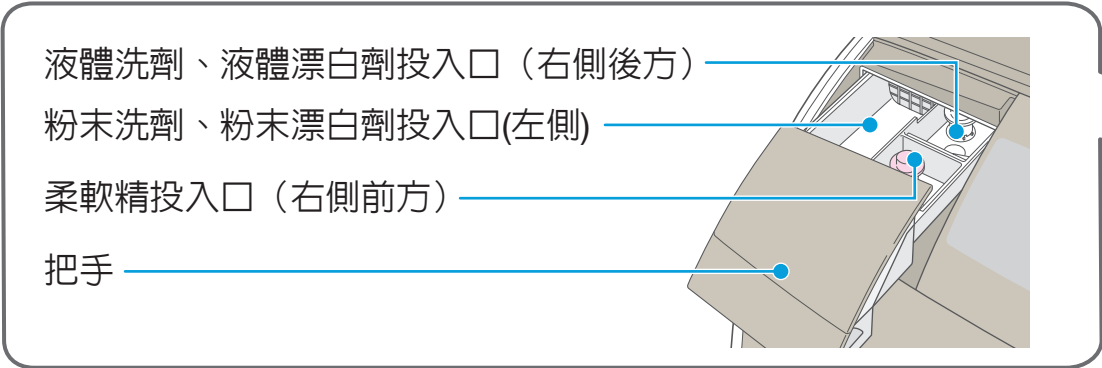 液體洗劑、液體漂白劑投入口（右側後方）
粉末洗劑、粉末漂白劑投入口(左側)
柔軟精投入口（右側前方）
把手